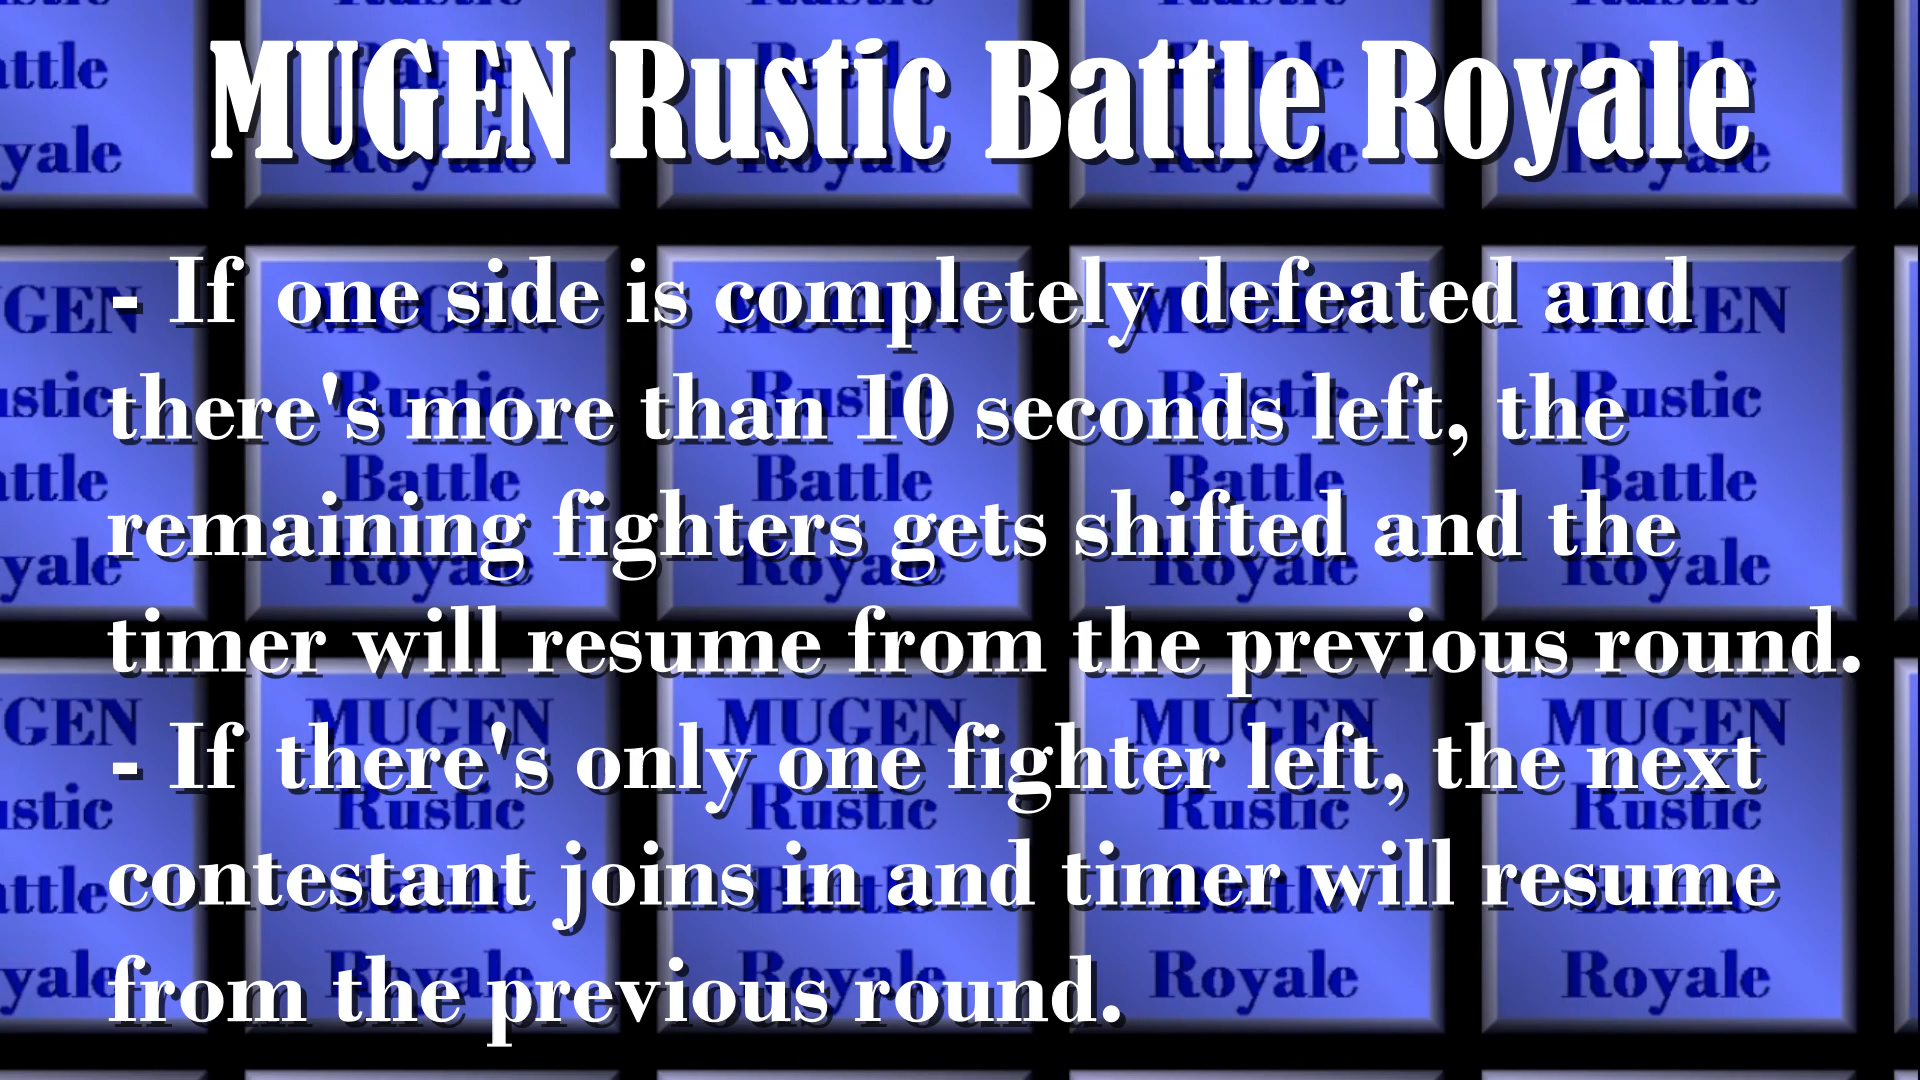 MUGEN Rustic Battle Royale
- If one side is completely defeated and
there's more than 10 seconds left, the
remaining fighters gets shifted and the
timer will resume from the previous round.
- If there's only one fighter left, the next
contestant joins in and timer will resume
from the previous round.